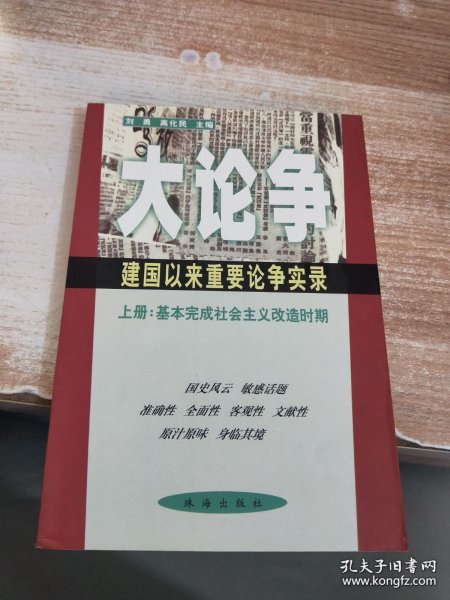 刘勇 高化民 主编
大论争
建国以来重要论争实录
上册:基本完成社会主义改造时期
国史风云 敏感话题
准确性 全面性 客观性 文献性
原汁原味 身临其境
珠海出版社
孔夫子旧书网
www.kongfz.com